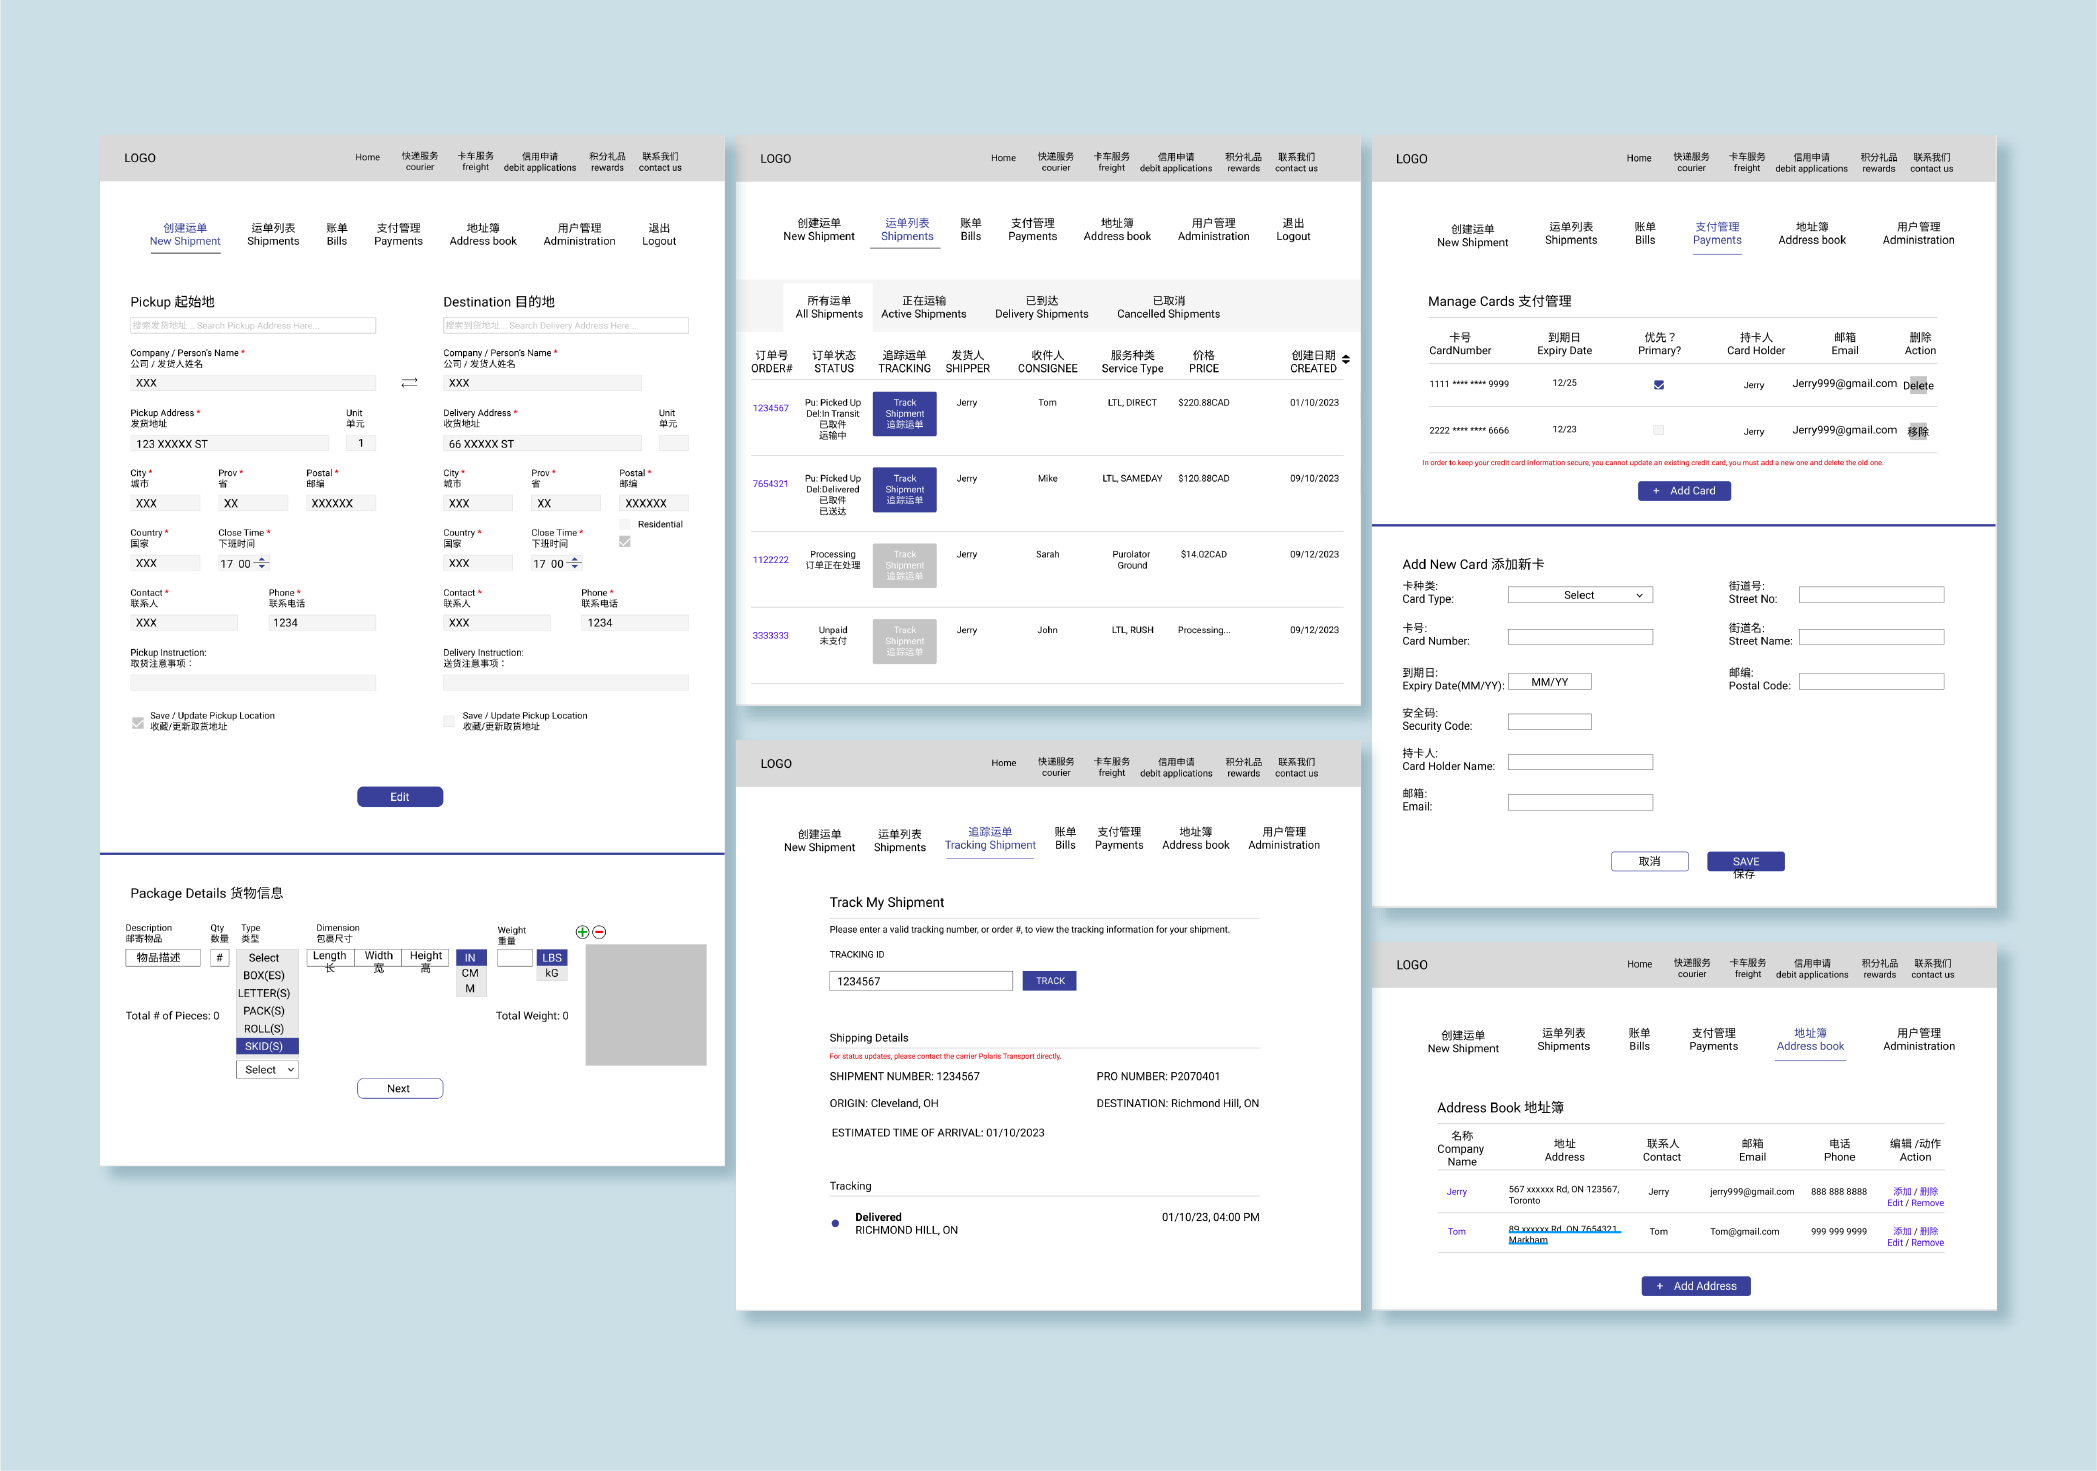 LOGO
Home
快递服务
courier
卡车服务
freight
信用申请
debit applications
积分礼品
rewards
联系我们
contact us
创建运单
New Shipment
运单列表
Shipments
账单
Bills
支付管理
Payments
地址簿
Address book
用户管理
Administration
退出
Logout
Pickup 起始地
搜索发货地址... Search Pickup Address Here...
Company / Person's Name *
公司 / 发货人姓名
XXX
Pickup Address *
发货地址
Unit
单元
123 XXXXX ST
1
City *
城市
Prov *
省
Postal *
邮编
XXX
XX
XXXXXX
Country *
国家
Close Time *
下班时间
XXX
17 00
Contact *
联系人
Phone *
联系电话
XXX
1234
Pickup Instruction:
取货注意事项：
Save / Update Pickup Location
收藏/更新取货地址
Destination 目的地
搜索到货地址... Search Delivery Address Here...
Company / Person's Name *
公司 / 发货人姓名
XXX
Delivery Address *
收货地址
Unit
单元
66 XXXXX ST
City *
城市
Prov *
省
Postal *
邮编
XXX
XX
XXXXXX
Residential
Country *
国家
Close Time *
下班时间
XXX
17 00
Contact *
联系人
Phone *
联系电话
XXX
1234
Delivery Instruction:
送货注意事项：
Save / Update Pickup Location
收藏/更新取货地址
Edit
Package Details 货物信息
Description
邮寄物品
Qty
数量
Type
类型
Dimension
包裹尺寸
Weight
重量
物品描述
#
Select
BOX(ES)
LETTER(S)
PACK(S)
ROLL(S)
SKID(S)
Select
Length
长
Width
宽
Height
高
IN
CM
M
LBS
kG
Total # of Pieces: 0
Total Weight: 0
Next
LOGO
Home
快递服务
courier
卡车服务
freight
信用申请
debit applications
积分礼品
rewards
联系我们
contact us
创建运单
New Shipment
运单列表
Shipments
账单
Bills
支付管理
Payments
地址簿
Address book
用户管理
Administration
退出
Logout
所有运单
All Shipments
正在运输
Active Shipments
已到达
Delivery Shipments
已取消
Cancelled Shipments
订单号
ORDER#
订单状态
STATUS
追踪运单
TRACKING
发货人
SHIPPER
收件人
CONSIGNEE
服务种类
Service Type
价格
PRICE
创建日期
CREATED
1234567
Pu: Picked Up
Del:In Transit
已取件
运输中
Track
Shipment
追踪运单
Jerry
Tom
LTL, DIRECT
$220.88CAD
01/10/2023
7654321
Pu: Picked Up
Del:Delivered
已取件
已送达
Track
Shipment
追踪运单
Jerry
Mike
LTL, SAMEDAY
$120.88CAD
09/10/2023
1122222
Processing
订单正在处理
Track
Shipment
追踪运单
Jerry
Sarah
Purolator
Ground
$14.02CAD
09/12/2023
3333333
Unpaid
未支付
Track
Shipment
追踪运单
Jerry
John
LTL, RUSH
Processing...
09/12/2023
LOGO
Home
快递服务
courier
卡车服务
freight
信用申请
debit applications
积分礼品
rewards
联系我们
contact us
创建运单
New Shipment
运单列表
Shipments
追踪运单
Tracking Shipment
账单
Bills
支付管理
Payments
地址簿
Address book
用户管理
Administration
Track My Shipment
Please enter a valid tracking number, or order #, to view the tracking information for your shipment.
TRACKING ID
1234567
TRACK
Shipping Details
For status updates, please contact the carrier Polaris Transport directly.
SHIPMENT NUMBER: 1234567
PRO NUMBER: P2070401
ORIGIN: Cleveland, OH
DESTINATION: Richmond Hill, ON
ESTIMATED TIME OF ARRIVAL: 01/10/2023
Tracking
Delivered
01/10/23, 04:00 PM
RICHMOND HILL, ON
LOGO
Home
快递服务
courier
卡车服务
freight
信用申请
debit applications
积分礼品
rewards
联系我们
contact us
创建运单
New Shipment
运单列表
Shipments
账单
Bills
支付管理
Payments
地址簿
Address book
用户管理
Administration
Manage Cards 支付管理
卡号
CardNumber
到期日
Expiry Date
优先？
Primary?
持卡人
Card Holder
邮箱
Email
删除
Action
1111 **** **** 9999
12/25
Jerry
Jerry999@gmail.com
Delete
2222 **** **** 6666
12/23
Jerry
Jerry999@gmail.com
移除
In order to keep your credit card information secure, you cannot update an existing credit card, you must add a new one and delete the old one.
+ Add Card
Add New Card 添加新卡
卡种类:
Card Type:
Select
卡号:
Card Number:
到期日:
Expiry Date(MM/YY):
MM/YY
安全码:
Security Code:
持卡人:
Card Holder Name:
邮箱:
Email:
街道号:
Street No:
街道名:
Street Name:
邮编:
Postal Code:
取消
SAVE
保存
LOGO
Home
快递服务
courier
卡车服务
freight
信用申请
debit applications
积分礼品
rewards
联系我们
contact us
创建运单
New Shipment
运单列表
Shipments
账单
Bills
支付管理
Payments
地址簿
Address book
用户管理
Administration
Address Book 地址簿
名称
Company
Name
地址
Address
联系人
Contact
邮箱
Email
电话
Phone
编辑 /动作
Action
Jerry
567 xxxxxx Rd, ON 123567,
Toronto
Jerry
jerry999@gmail.com
888 888 8888
添加 / 删除
Edit / Remove
Tom
89 xxxxxx Rd, ON 7654321,
Markham
Tom
Tom@gmail.com
999 999 9999
添加 / 删除
Edit / Remove
+ Add Address